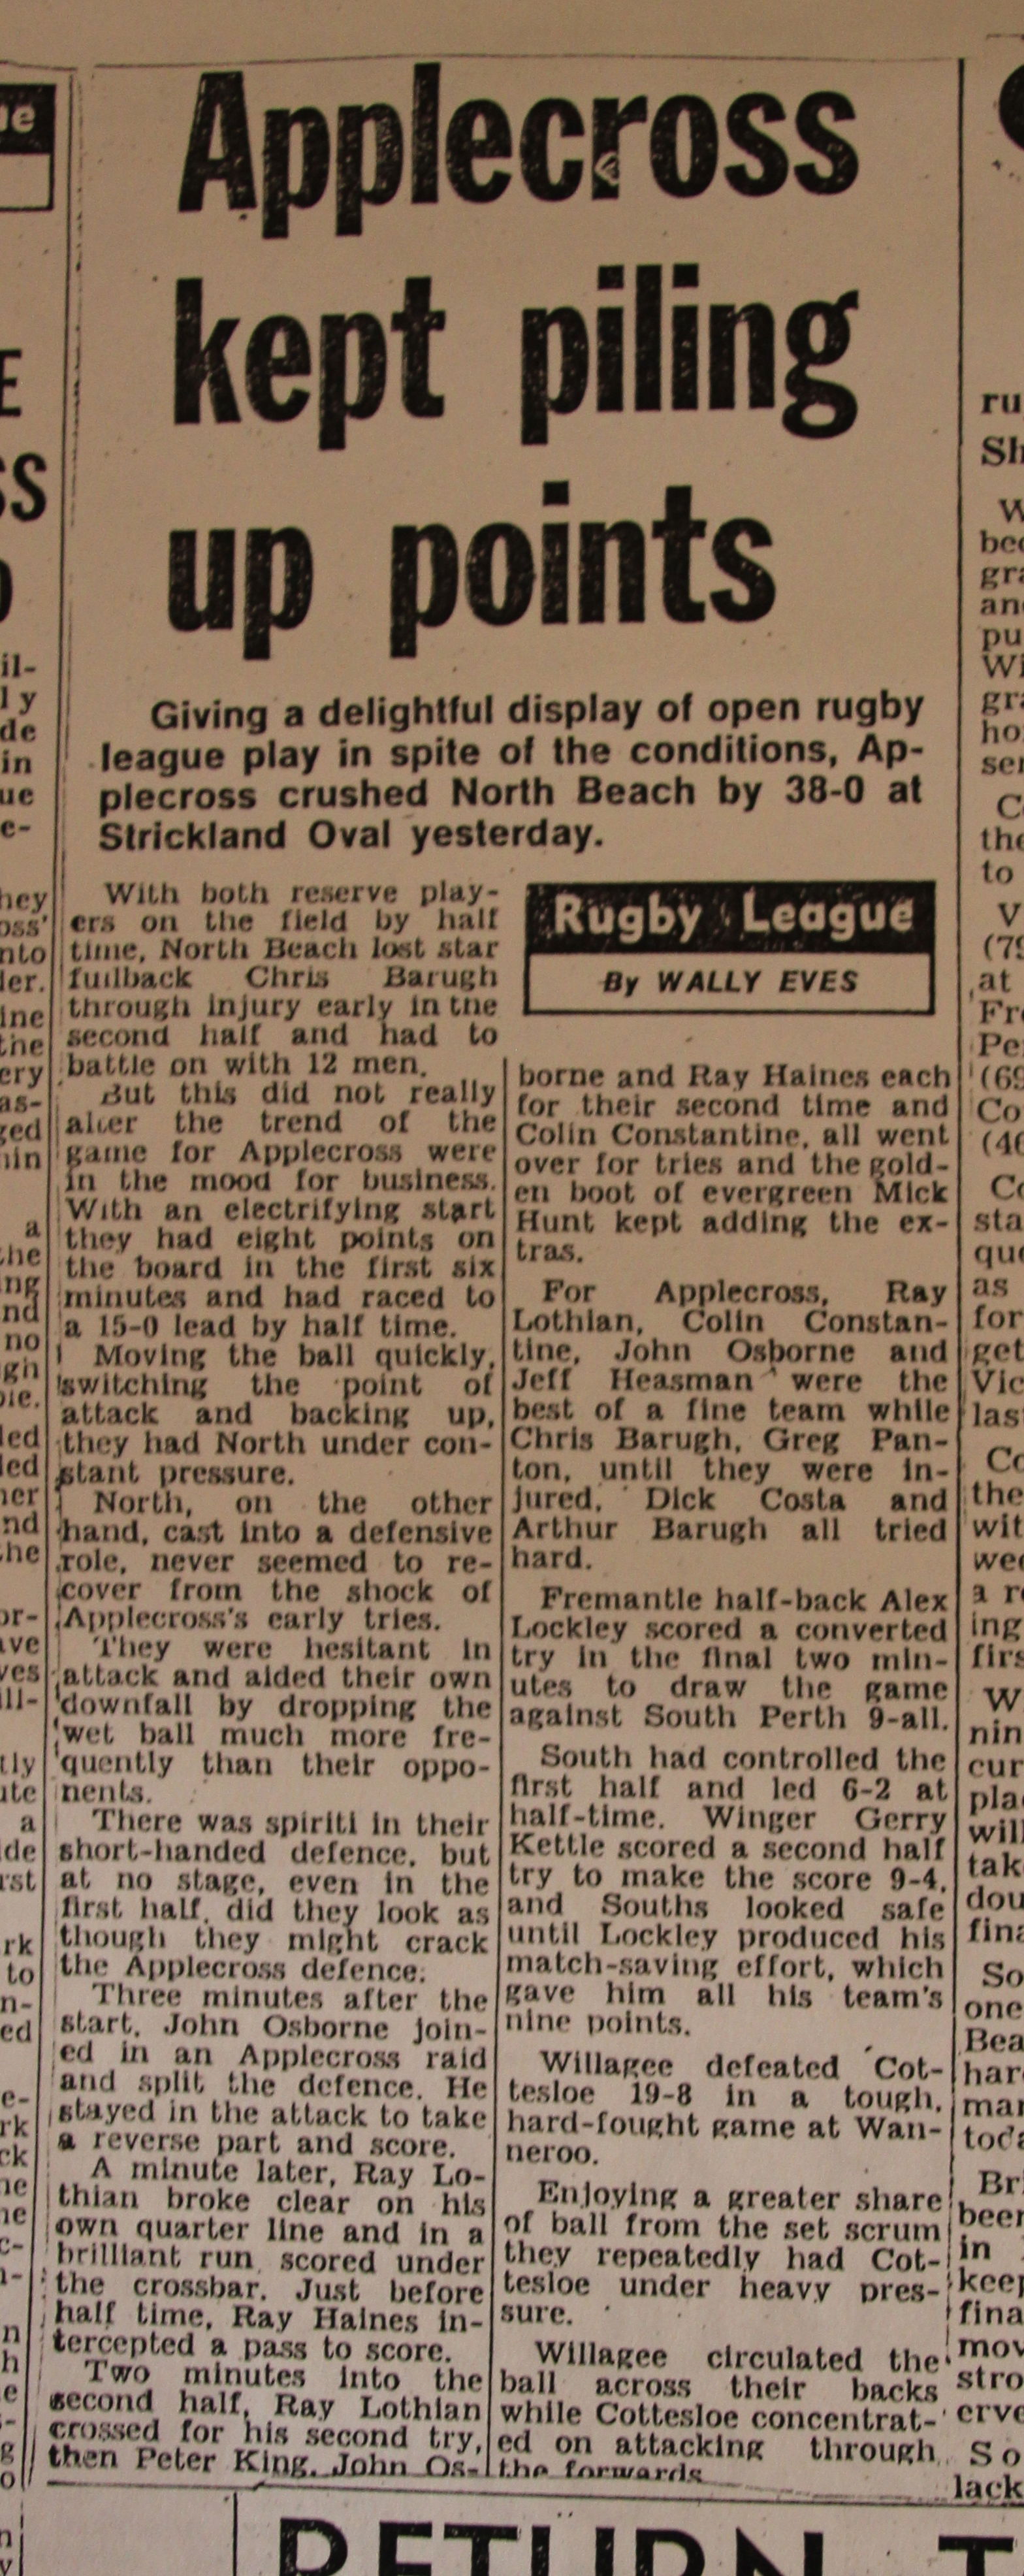 Applecross
kept piling
up points
Giving a delightful display of open rugby
league play in spite of the conditions, Ap-
plecross crushed North Beach by 38-0 at
Strickland Oval yesterday.
Rugby League
By WALLY EVES
With both reserve play-
ers on the field by half
time, North Beach lost star
fullback Chris Barugh
through injury early in the
second half and had to
battle on with 12 men.
But this did not really
alter the trend of the
game for Applecross were
in the mood for business.
With an electrifying start
they had eight points on
the board in the first six
minutes and had raced to
a 15-0 lead by half time.
Moving the ball quickly,
switching the point of
attack and backing up,
they had North under con-
stant pressure.
North, on the other
hand, cast into a defensive
role, never seemed to re-
cover from the shock of
Applecross's early tries.
They were hesitant in
attack and aided their own
downfall by dropping the
wet ball much more fre-
quently than their oppo-
nents.
There was spiriti in their
short-handed defence, but
at no stage, even in the
first half, did they look as
though they might crack
the Applecross defence.
Three minutes after the
start, John Osborne join-
ed in an Applecross raid
and split the defence. He
stayed in the attack to take
a reverse part and score.
A minute later, Ray Lo-
thian broke clear on his
own quarter line and in a
brilliant run scored under
the crossbar. Just before
half time, Ray Haines in-
tercepted a pass to score.
Two minutes into the
second half, Ray Lothian
crossed for his second try,
then Peter King, John Os-
borne and Ray Haines each
for their second time and
Colin Constantine, all went
over for tries and the gold-
en boot of evergreen Mick
Hunt kept adding the ex-
tras.
For Applecross, Ray
Lothian, Colin Constan-
tine, John Osborne and
Jeff Heasman were the
best of a fine team while
Chris Barugh, Greg Pan-
ton, until they were in-
jured, Dick Costa and
Arthur Barugh all tried
hard.
Fremantle half-back Alex
Lockley scored a converted
try in the final two min-
utes to draw the game
against South Perth 9-all.
South had controlled the
first half and led 6-2 at
half-time. Winger Gerry
Kettle scored a second half
try to make the score 9-4,
and Souths looked safe
until Lockley produced his
match-saving effort, which
gave him all his team's
nine points.
Willagee defeated Cot-
tesloe 19-8 in a tough,
hard-fought game at Wan-
neroo.
Enjoying a greater share
of ball from the set scrum
they repeatedly had Cot-
tesloe under heavy pres-
sure.
Willagee circulated the
ball across their backs
while Cottesloe concentrat-
ed on attacking through
the forwards
RETURN